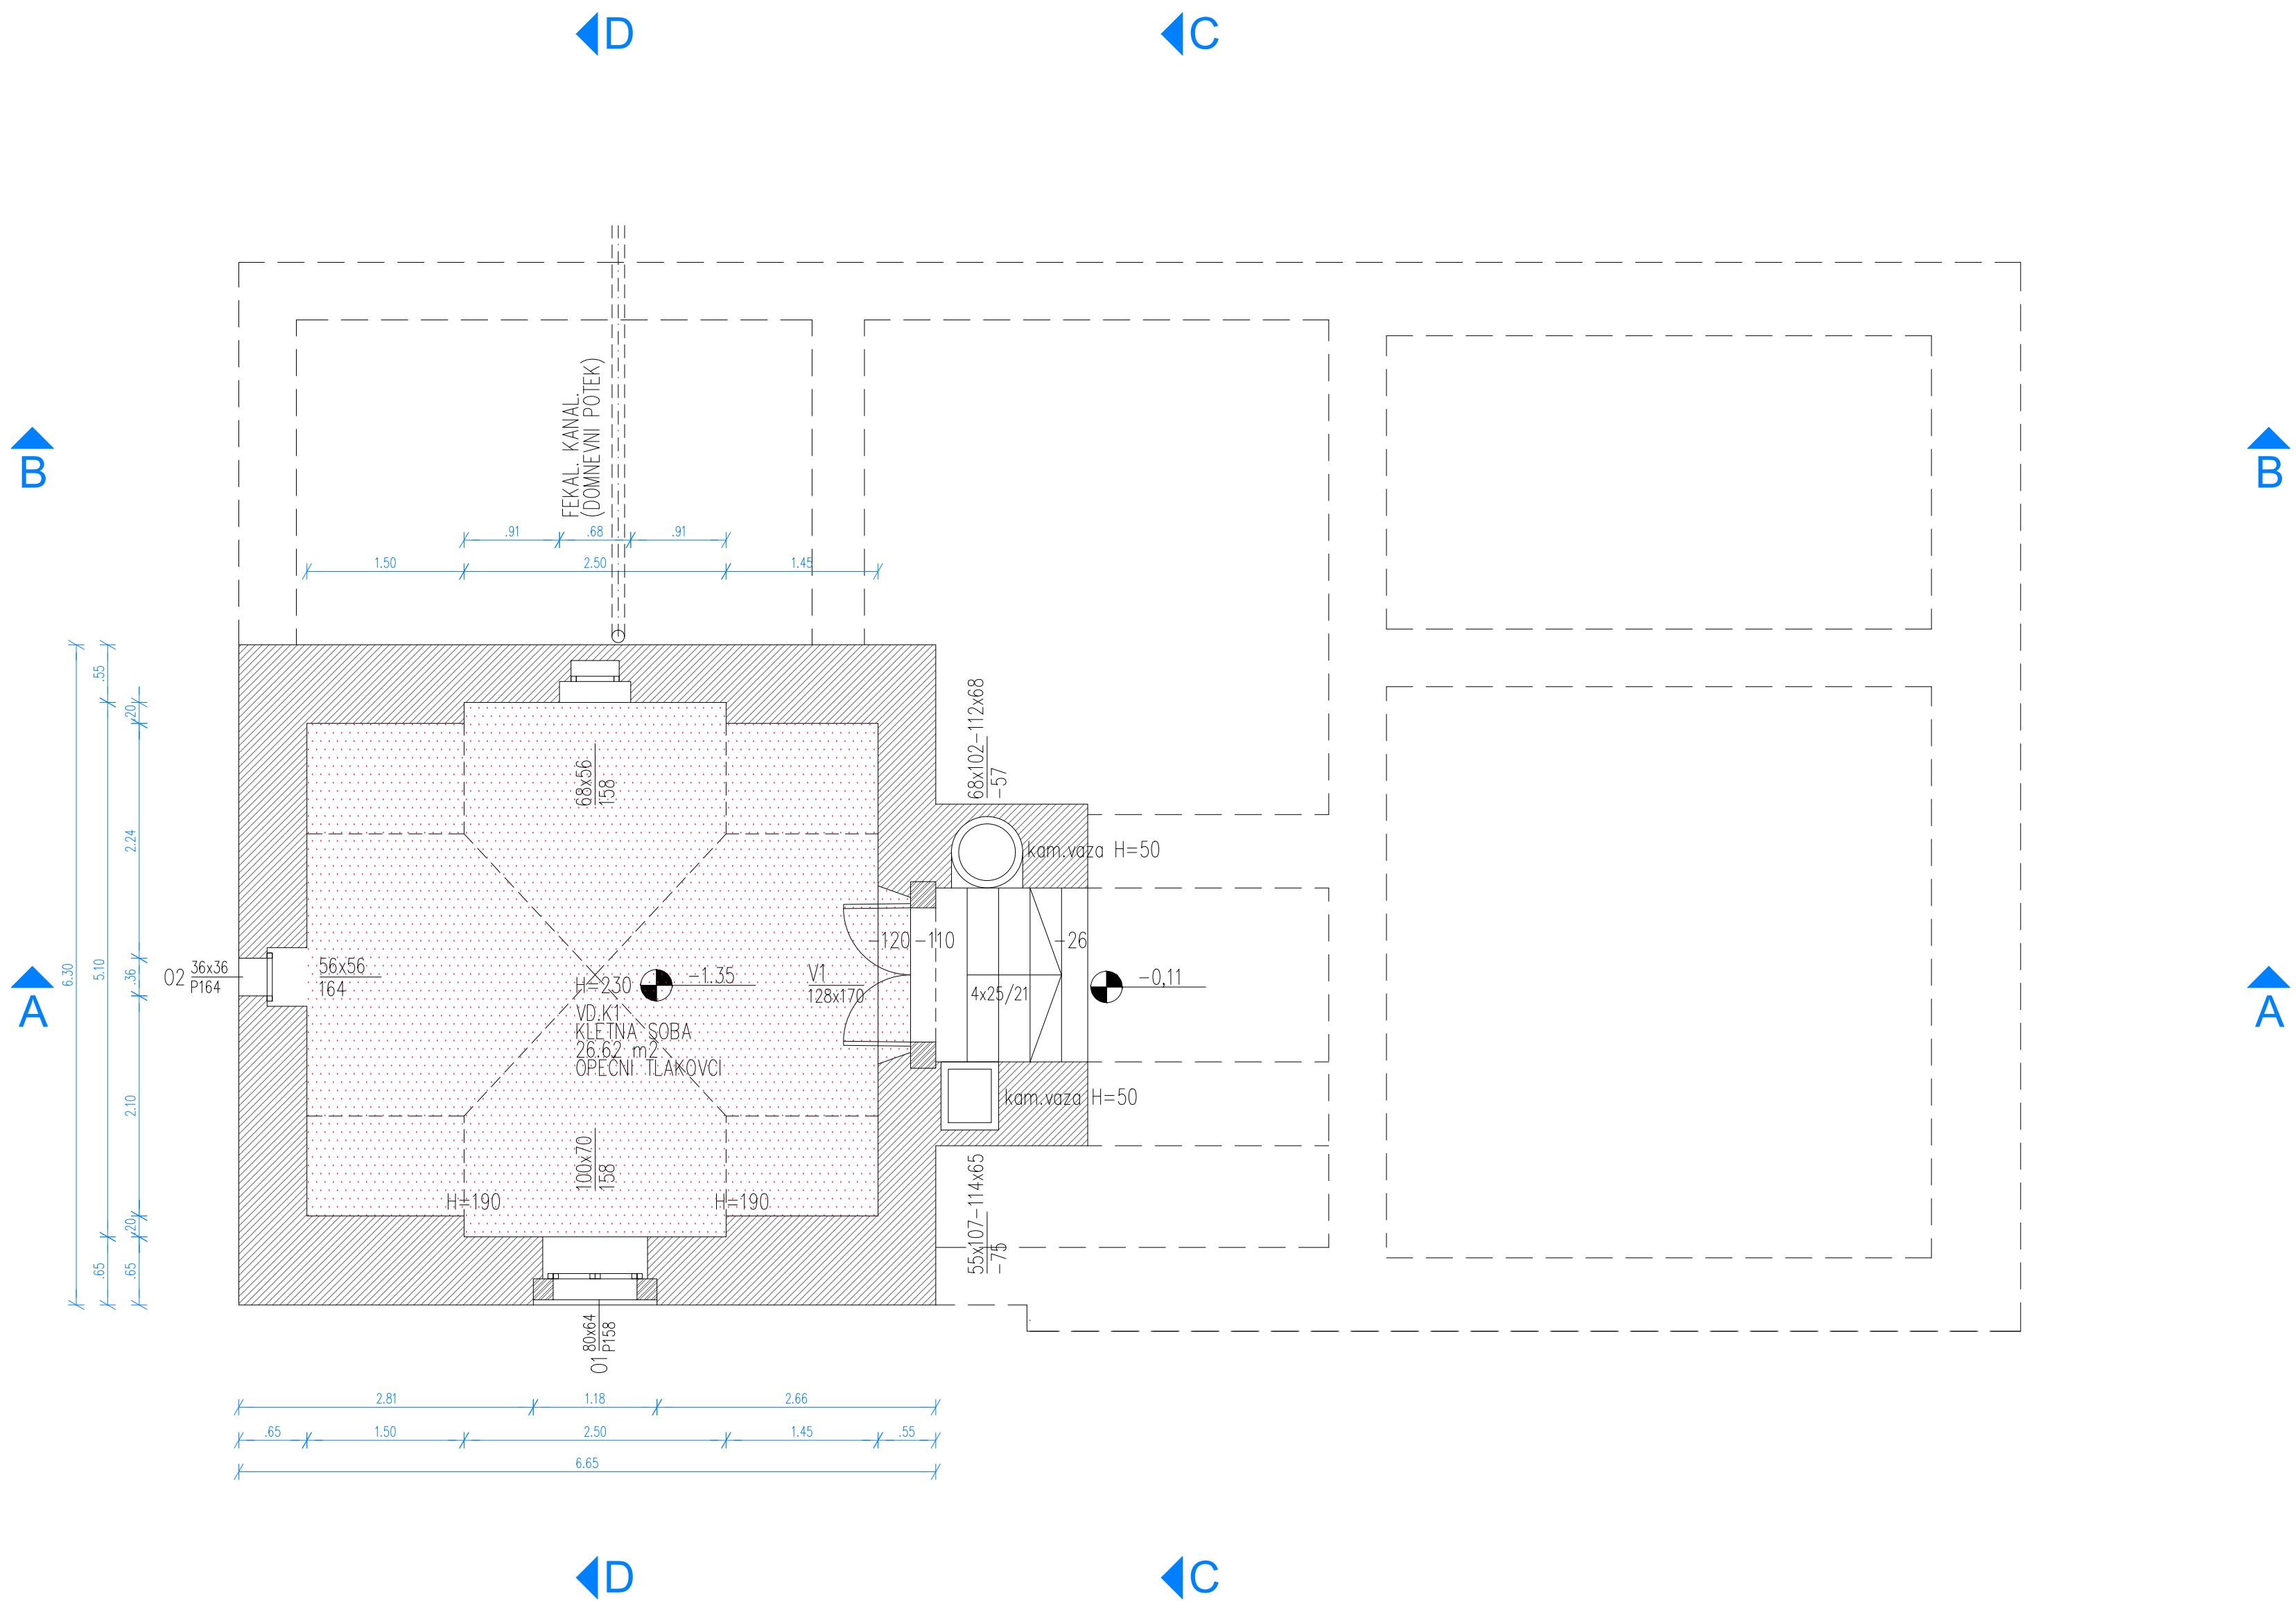 D
C
B
B
FEKAL. KANAL.
(DOMNEVNI POTEK)
.91
.68
.91
1.50
2.50
1.45
6.30
.55
5.10
.65
.20
2.24
.36
2.10
.20
.65
68x56
158
68x102-112x68
-57
kam.vaza H=50
A
A
O2
36x36
P164
56x56
164
H=230
-1.35
VD.K1
KLETNA SOBA
26.62 m2
OPEČNI TLAKOVCI
V1
128x170
-120
-110
-26
4x25/21
-0,11
kam.vaza H=50
100x70
158
H=190
H=190
55x107-114x65
-75
O1
80x64
P158
2.81
1.18
2.66
.65
1.50
2.50
1.45
.55
6.65
D
C